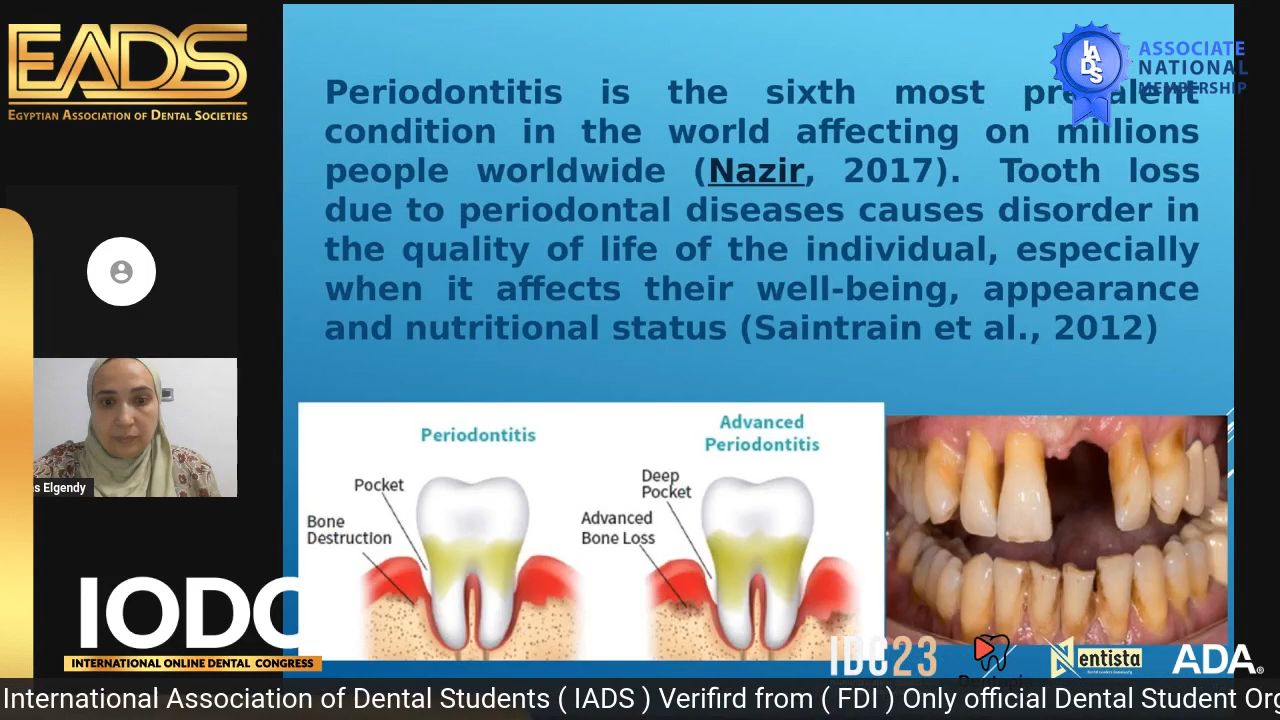 EADS
EGYPTIAN ASSOCIATION OF DENTAL SOCIETIES
IADS
ASSOCIATE
NATIONAL
MEMBERSHIP
Periodontitis is the sixth most prevalent
condition in the world affecting on millions
people worldwide (Nazir, 2017). Tooth loss
due to periodontal diseases causes disorder in
the quality of life of the individual, especially
when it affects their well-being, appearance
and nutritional status (Saintrain et al., 2012)
Periodontitis
Pocket
Bone
Destruction
Advanced
Periodontitis
Deep
Pocket
Advanced
Bone Loss
s Elgendy
IODC
INTERNATIONAL ONLINE DENTAL CONGRESS
IDC23
Nentista
ADA
International Association of Dental Students ( IADS ) Verifird from ( FDI ) Only official Dental Student Org